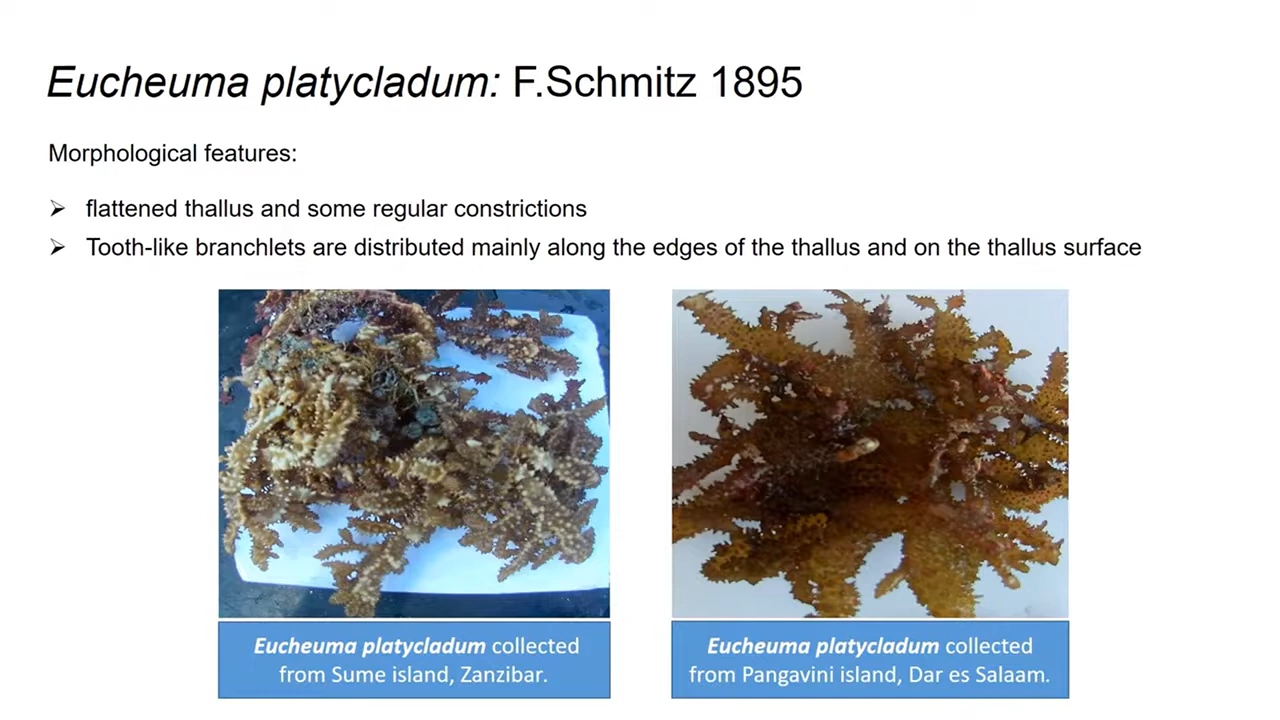 Eucheuma platycladum: F.Schmitz 1895
Morphological features:
➢ flattened thallus and some regular constrictions
➢ Tooth-like branchlets are distributed mainly along the edges of the thallus and on the thallus surface
Eucheuma platycladum collected
from Sume island, Zanzibar.
Eucheuma platycladum collected
from Pangavini island, Dar es Salaam.